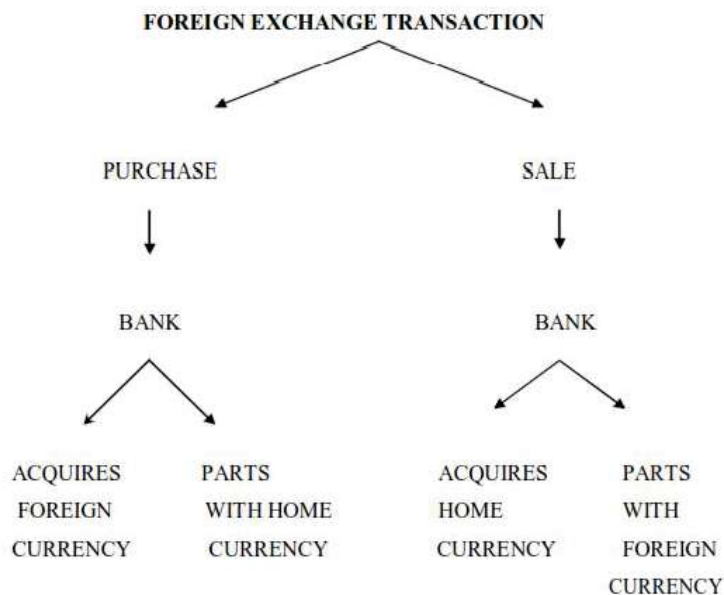 FOREIGN EXCHANGE TRANSACTION
PURCHASE
SALE
BANK
BANK
ACQUIRES
FOREIGN
CURRENCY
PARTS
WITH HOME
CURRENCY
ACQUIRES
HOME
CURRENCY
PARTS
WITH
FOREIGN
CURRENCY